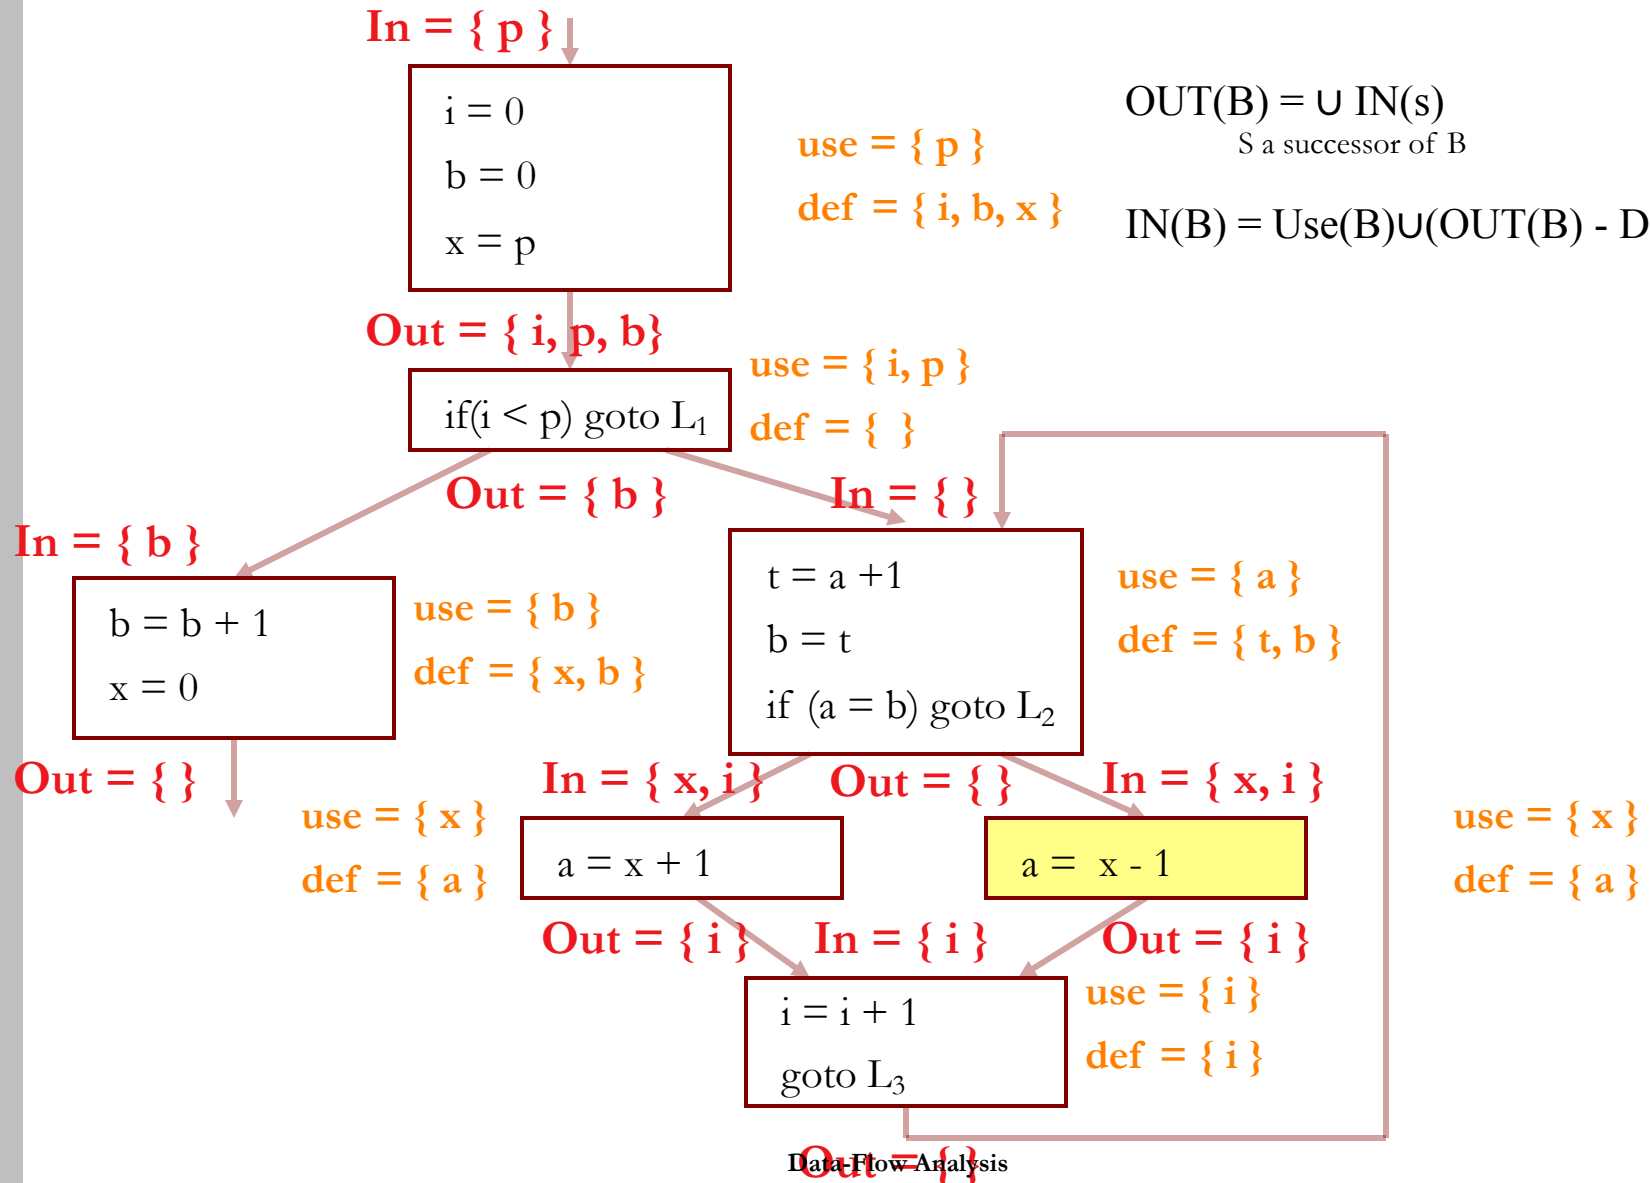 In = { p }
i = 0
b = 0
x = p
use = { p }
def = { i, b, x }
OUT(B) = ∪ IN(s)
S a successor of B
IN(B) = Use(B)∪(OUT(B) - D
Out = { i, p, b}
if(i < p) goto L₁
use = { i, p }
def = { }
Out = { b }
In = { }
In = { b }
b = b + 1
x = 0
use = { b }
def = { x, b }
t = a +1
b = t
if (a = b) goto L₂
use = { a }
def = { t, b }
Out = { }
In = { x, i }
Out = { }
In = { x, i }
use = { x }
def = { a }
a = x + 1
a = x - 1
use = { x }
def = { a }
Out = { i }
In = { i }
Out = { i }
i = i + 1
goto L₃
use = { i }
def = { i }
Out = { }
Data-Flow Analysis